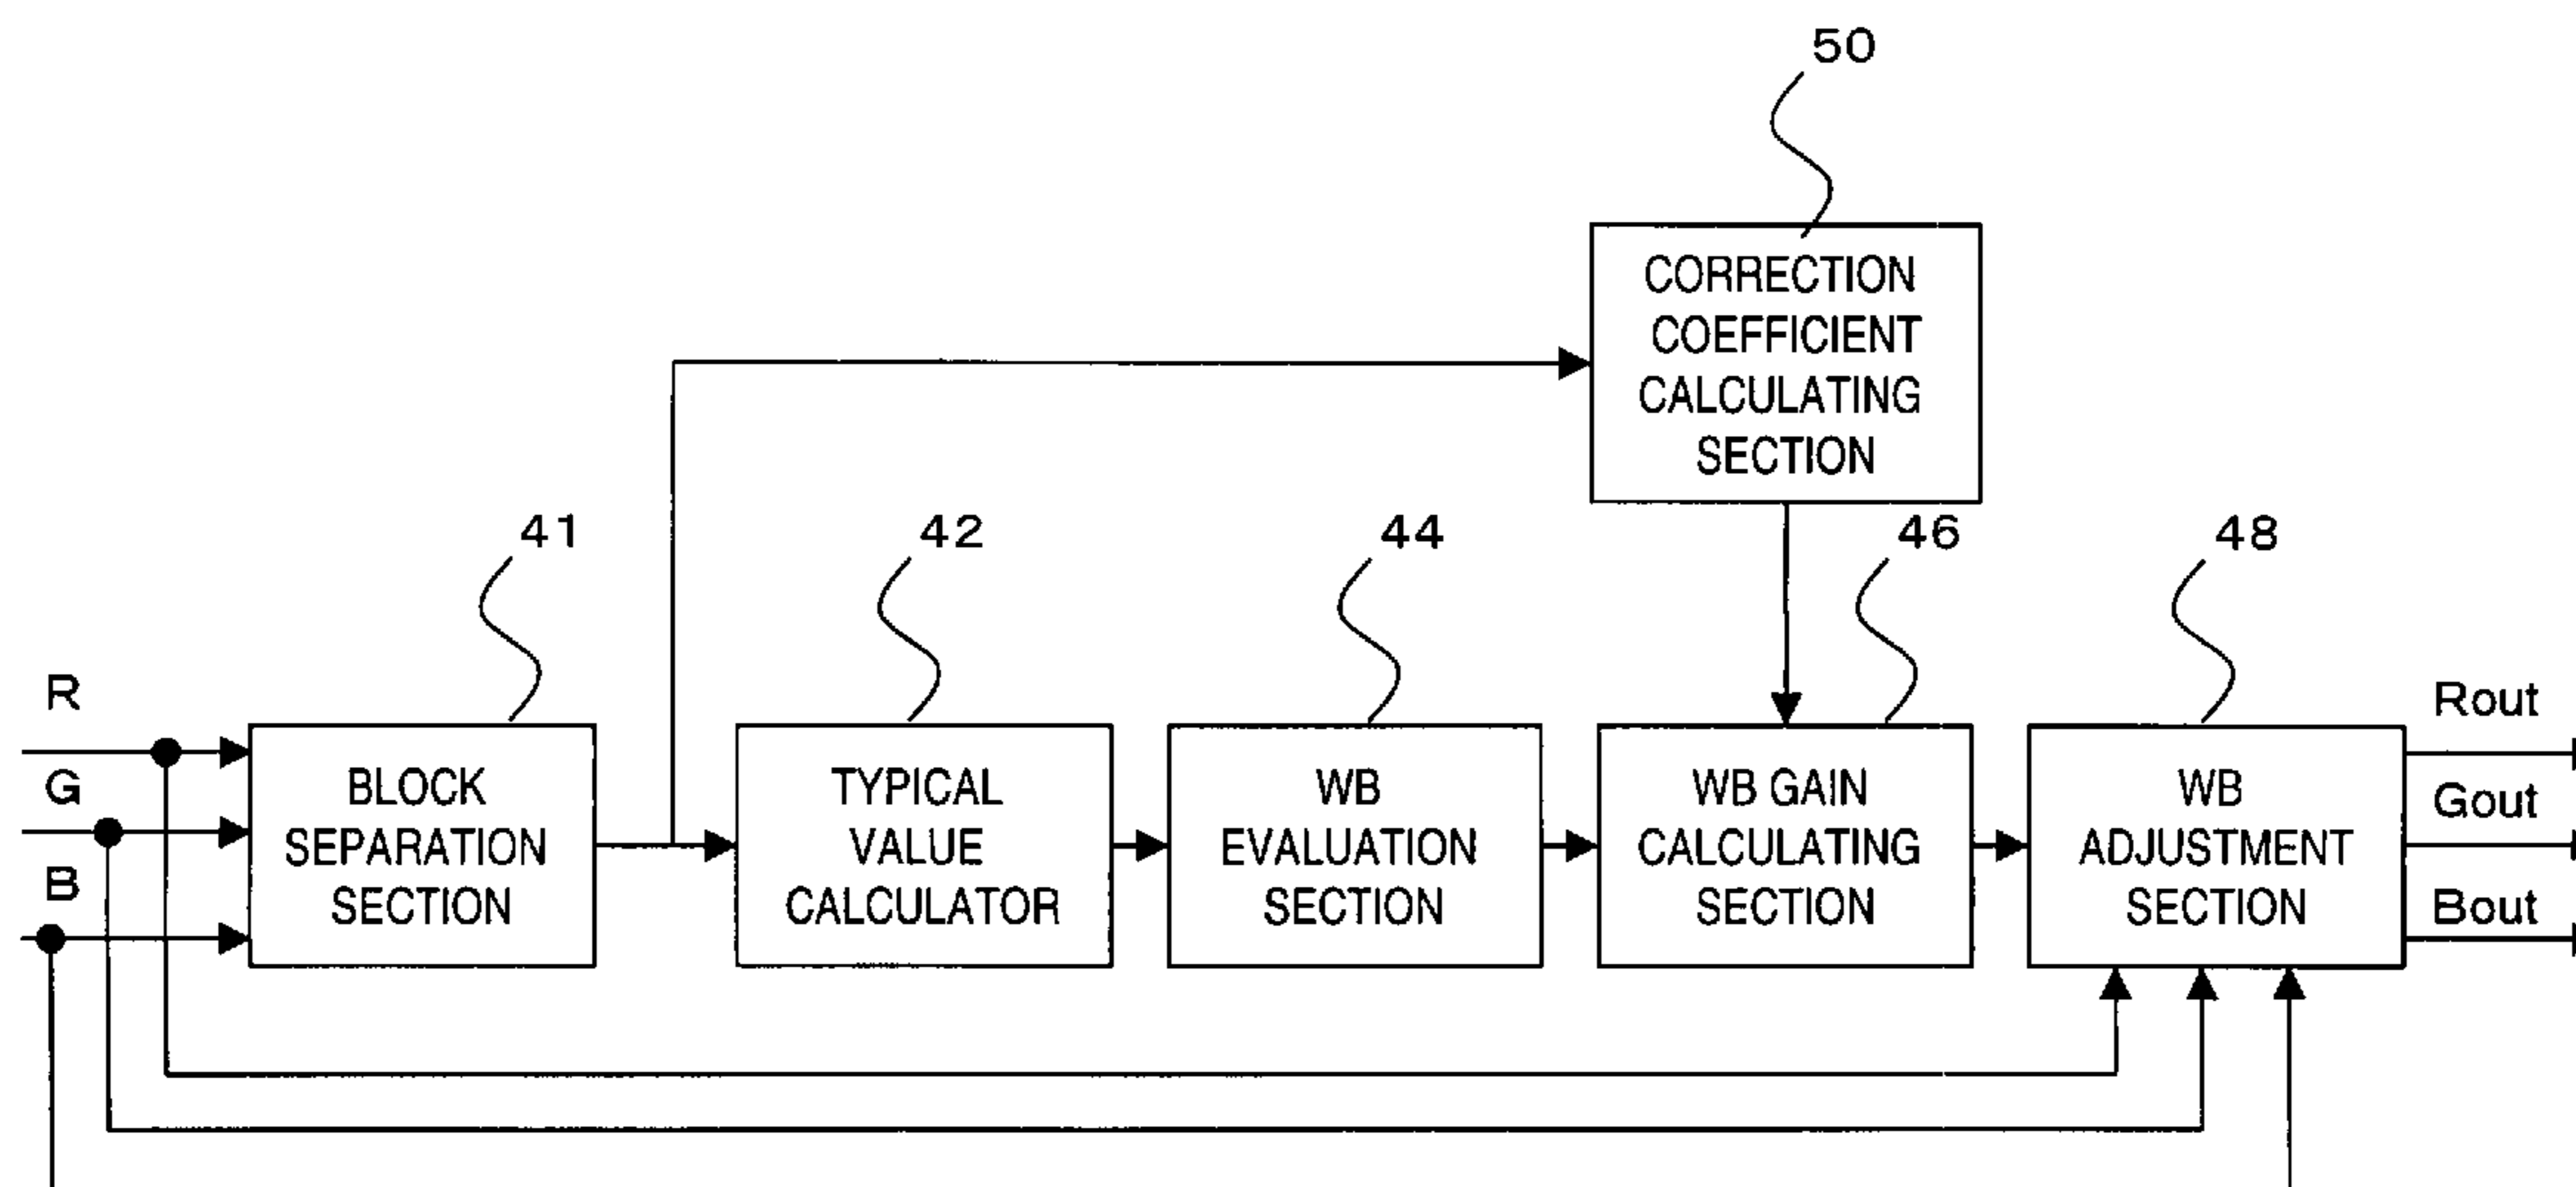 50
CORRECTION
COEFFICIENT
CALCULATING
SECTION
41
42
44
46
48
R
G
B
BLOCK
SEPARATION
SECTION
TYPICAL
VALUE
CALCULATOR
WB
EVALUATION
SECTION
WB GAIN
CALCULATING
SECTION
WB
ADJUSTMENT
SECTION
Rout
Gout
Bout